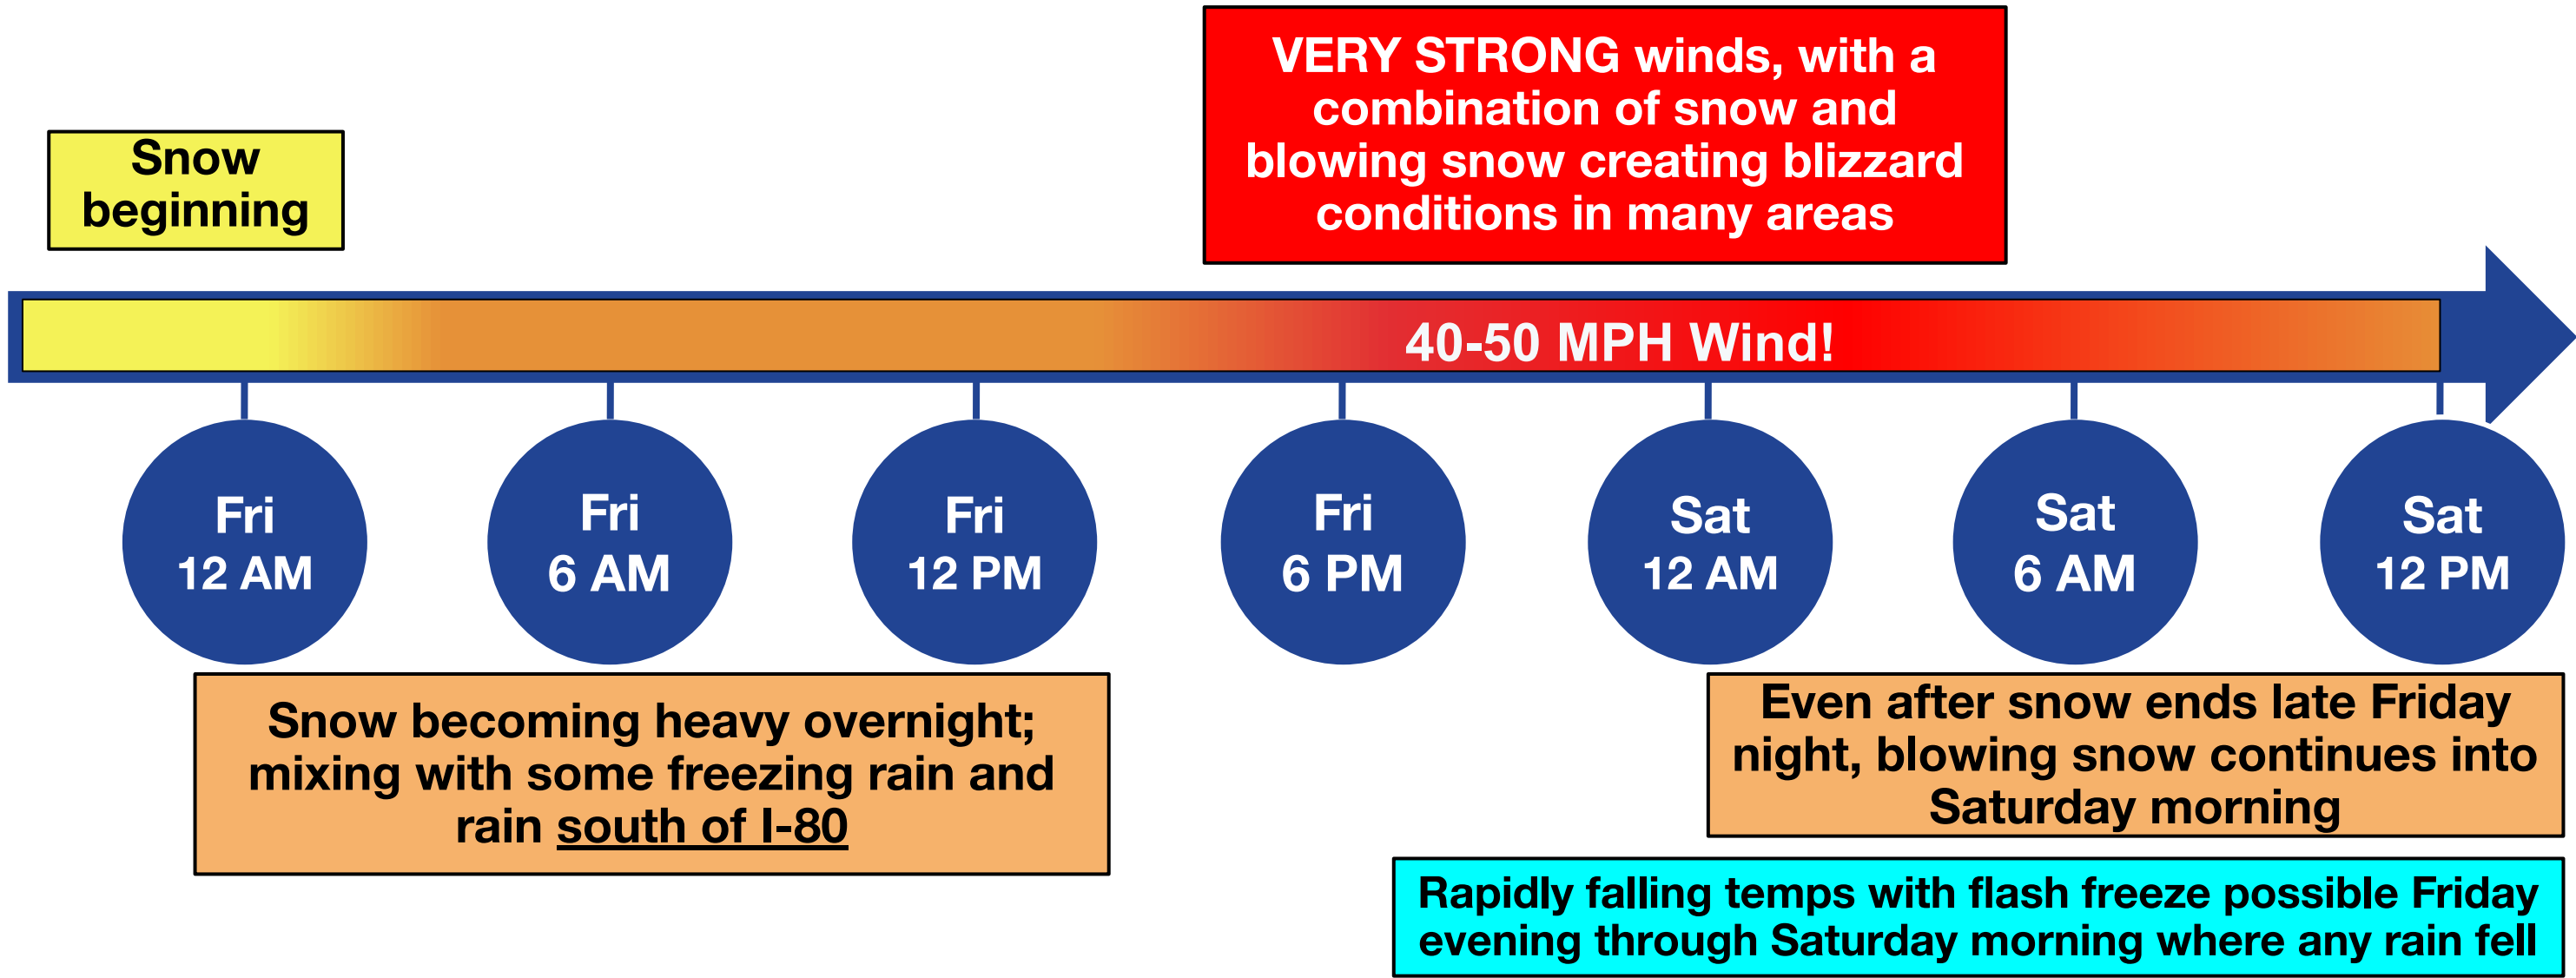 VERY STRONG winds, with a
combination of snow and
blowing snow creating blizzard
conditions in many areas
Snow
beginning
40-50 MPH Wind!
Fri
12 AM
Fri
6 AM
Fri
12 PM
Fri
6 PM
Sat
12 AM
Sat
6 AM
Sat
12 PM
Snow becoming heavy overnight;
mixing with some freezing rain and
rain south of I-80
Even after snow ends late Friday
night, blowing snow continues into
Saturday morning
Rapidly falling temps with flash freeze possible Friday
evening through Saturday morning where any rain fell